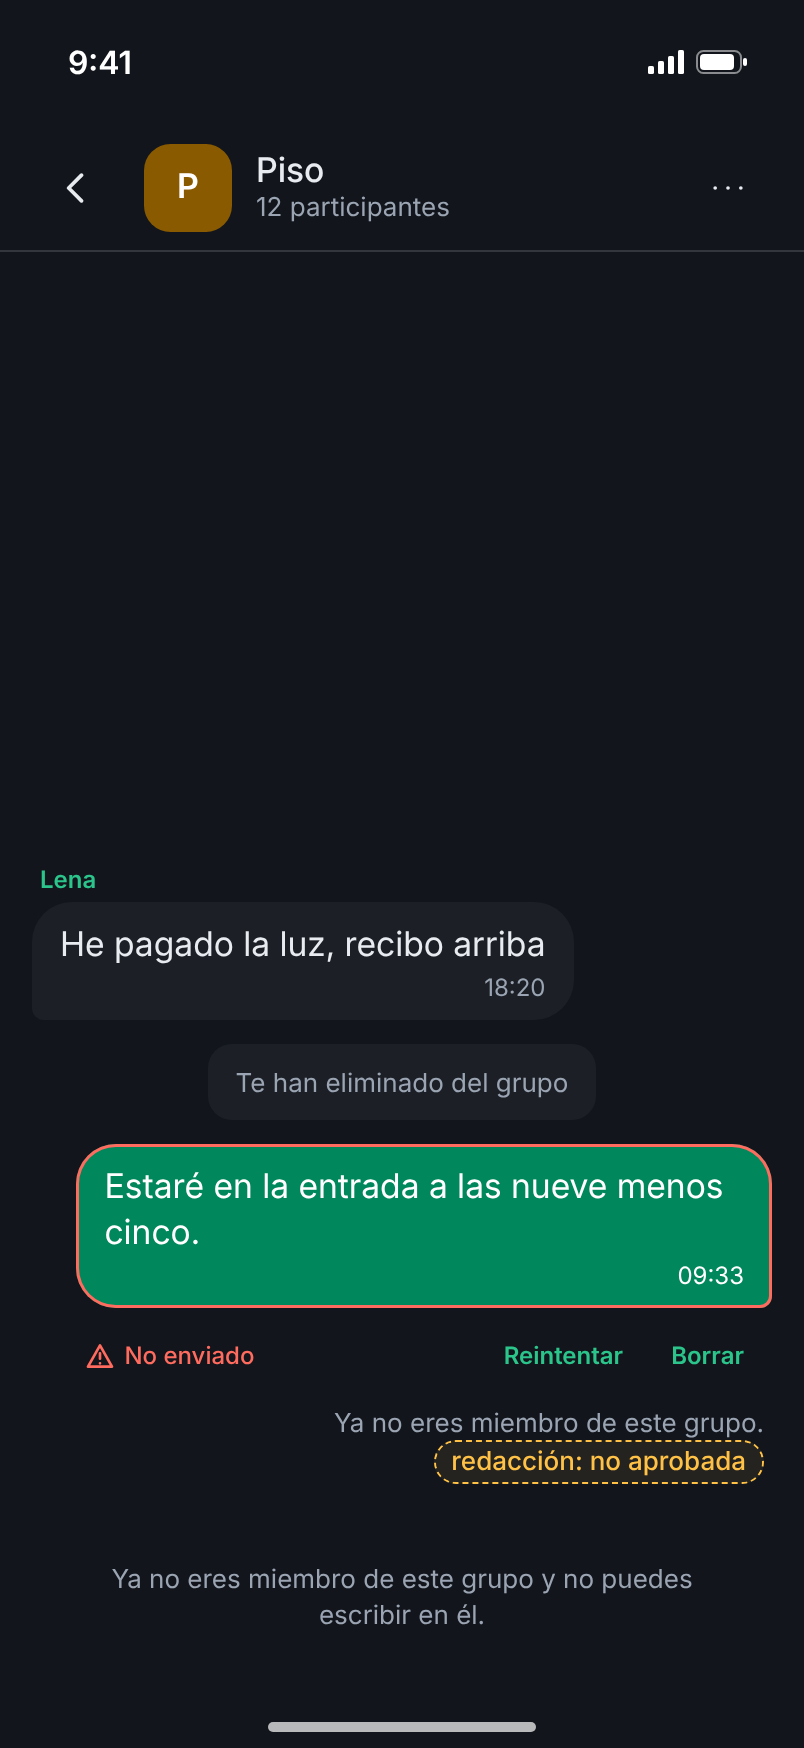 9:41
P
Piso
12 participantes
Lena
He pagado la luz, recibo arriba
18:20
Te han eliminado del grupo
Estaré en la entrada a las nueve menos
cinco.
09:33
No enviado
Reintentar
Borrar
Ya no eres miembro de este grupo.
redacción: no aprobada
Ya no eres miembro de este grupo y no puedes
escribir en él.